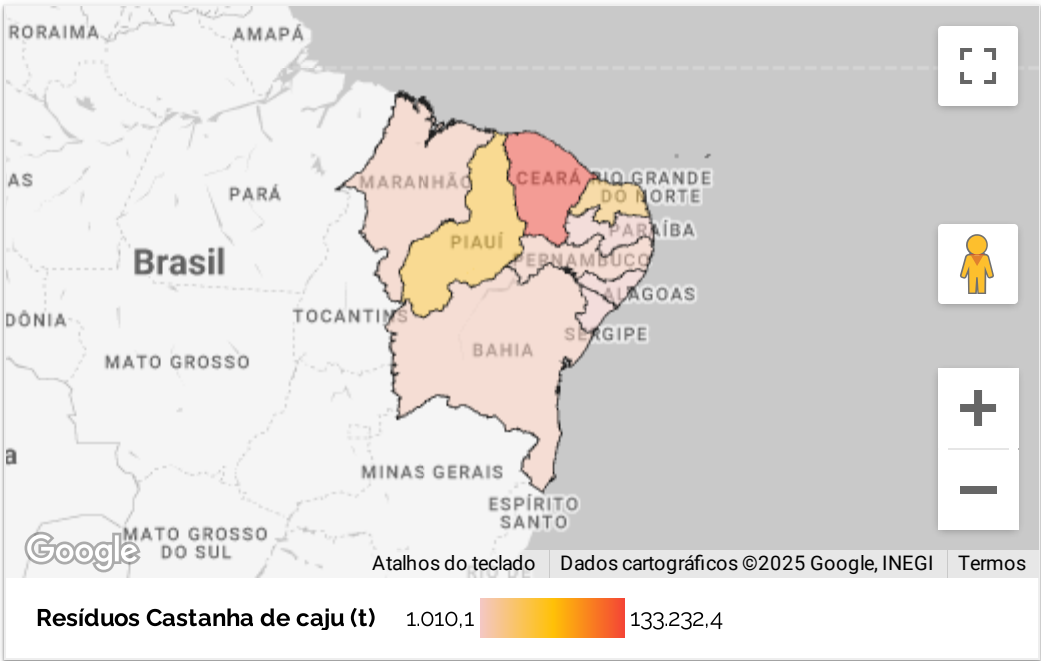 RORAIMA
AMAPÁ
AS
PARÁ
MARANHÃO
CEARÁ
RIO GRANDE
DO NORTE
PARAÍBA
PIAUÍ
PERNAMBUCO
Brasil
ALAGOAS
TOCANTINS
DÔNIA
SERGIPE
BAHIA
MATO GROSSO
a
MINAS GERAIS
ESPÍRITO
SANTO
MATO GROSSO
DO SUL
Google
RIO DE
Atalhos do teclado
Dados cartográficos ©2025 Google, INEGI
Termos
Resíduos Castanha de caju (t) 1.010,1 133.232,4